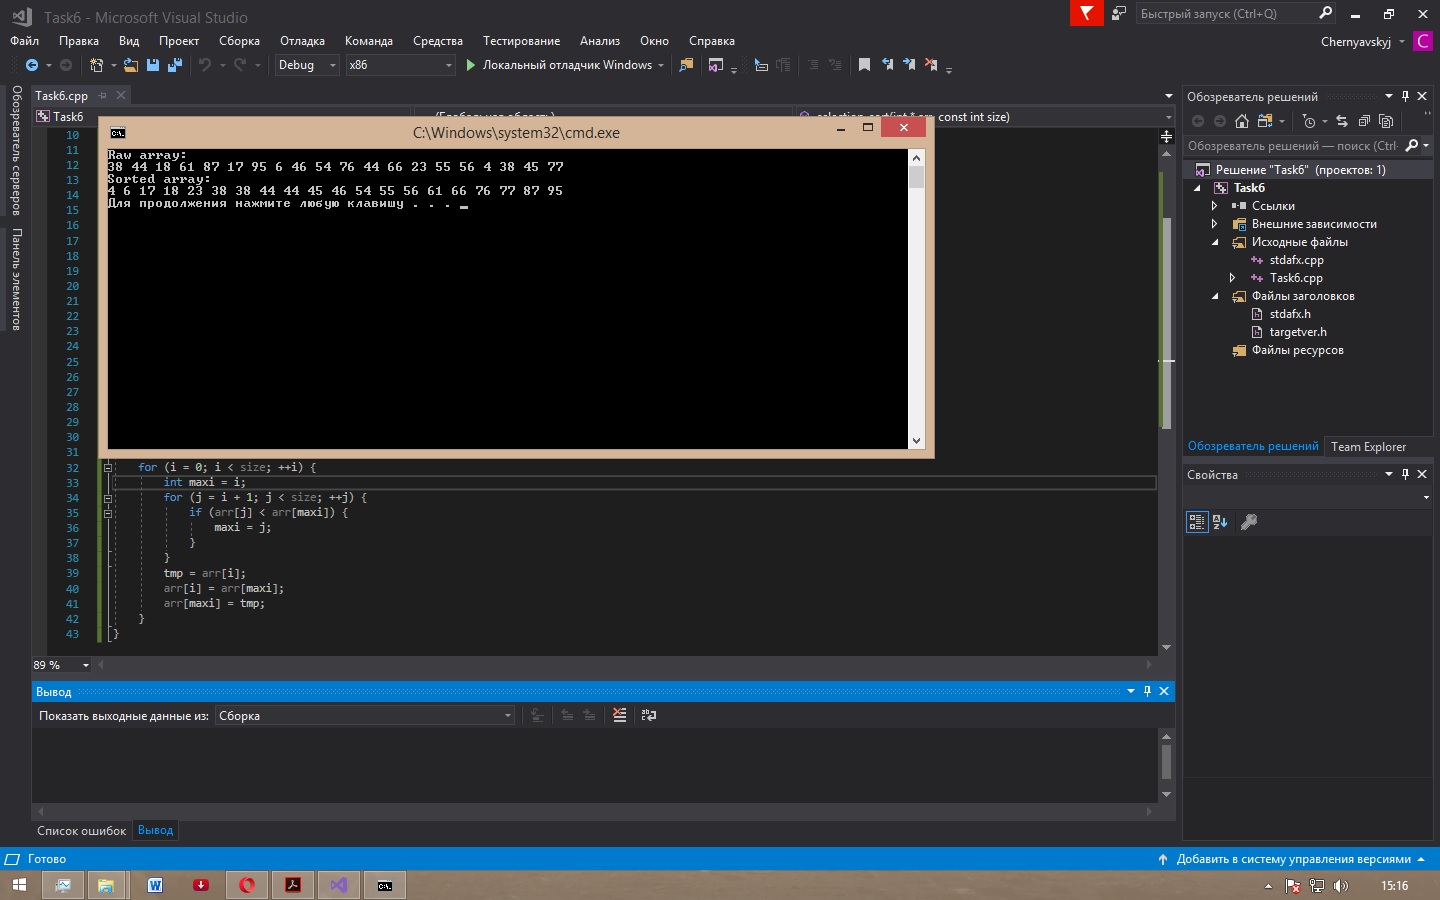 Task6 - Microsoft Visual Studio
Быстрый запуск (Ctrl+Q)
Файл Правка Вид Проект Сборка Отладка Команда Средства Тестирование Анализ Окно Справка
Chernyavskyj C
Debug x86 Локальный отладчик Windows
Обозреватель серверов
Панель элементов
Task6.cpp
Task6
const int size)
C:\Windows\system32\cmd.exe
Raw array:
38 44 18 61 87 17 95 6 46 54 76 44 66 23 55 56 4 38 45 77
Sorted array:
4 6 17 18 23 38 38 44 44 45 46 54 55 56 61 66 76 77 87 95
Для продолжения нажмите любую клавишу . . .
10
11
12
13
14
15
16
17
18
19
20
21
22
23
24
25
26
27
28
29
30
31
32 for (i = 0; i < size; ++i) {
33 int maxi = i;
34 for (j = i + 1; j < size; ++j) {
35 if (arr[j] < arr[maxi]) {
36 maxi = j;
37 }
38 }
39 tmp = arr[i];
40 arr[i] = arr[maxi];
41 arr[maxi] = tmp;
42 }
43 }
89 %
Вывод
Показать выходные данные из: Сборка
Список ошибок Вывод
Обозреватель решений
Обозреватель решений — поиск (Ctrl-
Решение "Task6" (проектов: 1)
Task6
Ссылки
Внешние зависимости
Исходные файлы
stdafx.cpp
Task6.cpp
Файлы заголовков
stdafx.h
targetver.h
Файлы ресурсов
Обозреватель решений Team Explorer
Свойства
Готово
Добавить в систему управления версиями
15:16